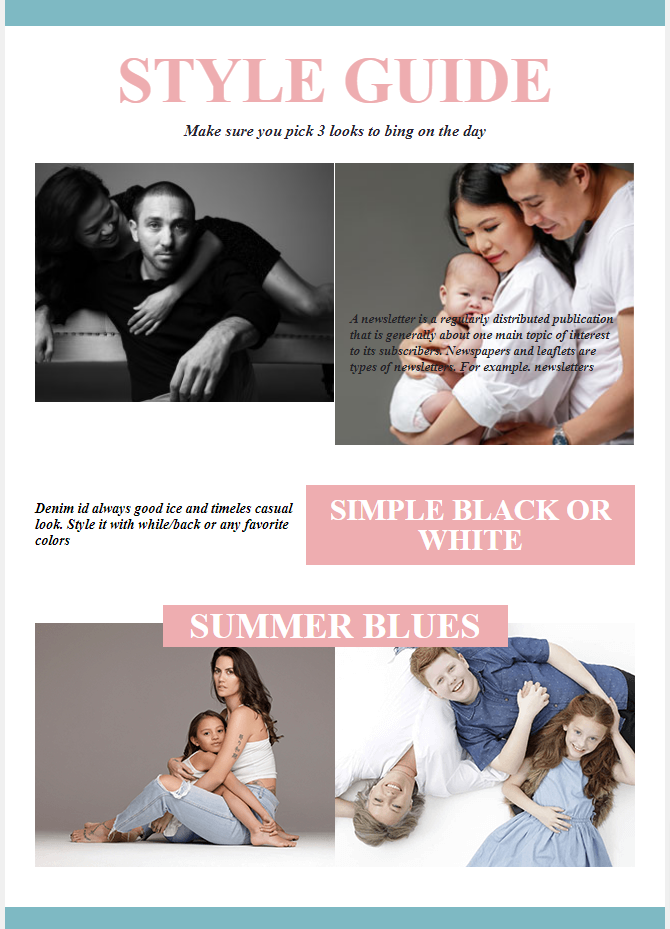 STYLE GUIDE
Make sure you pick 3 looks to bing on the day
A newsletter is a regularly distributed publication
that is generally about one main topic of interest
to its subscribers. Newspapers and leaflets are
types of newsletters. For example. newsletters
Denim id always good ice and timeles casual
look. Style it with while/back or any favorite
colors
SIMPLE BLACK OR
WHITE
SUMMER BLUES